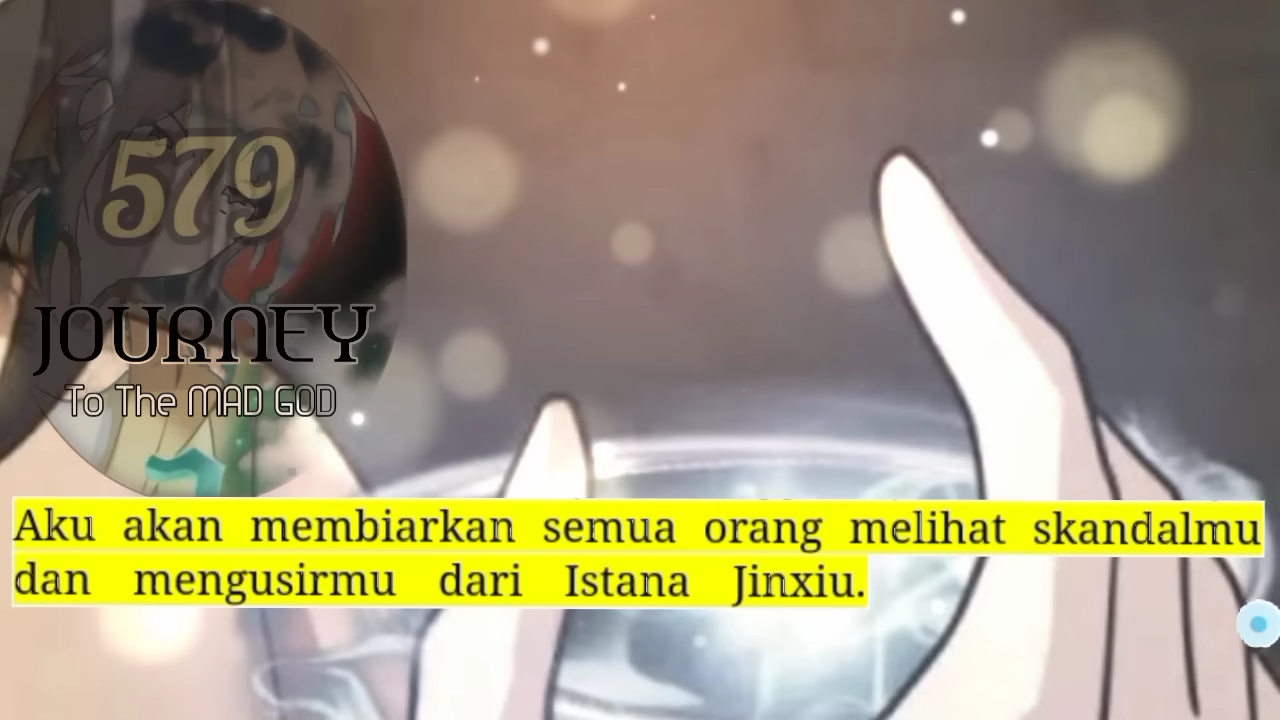 579
JOURNEY
To The MAD GOD
Aku akan membiarkan semua orang melihat skandalmu
dan mengusirmu dari Istana Jinxiu.